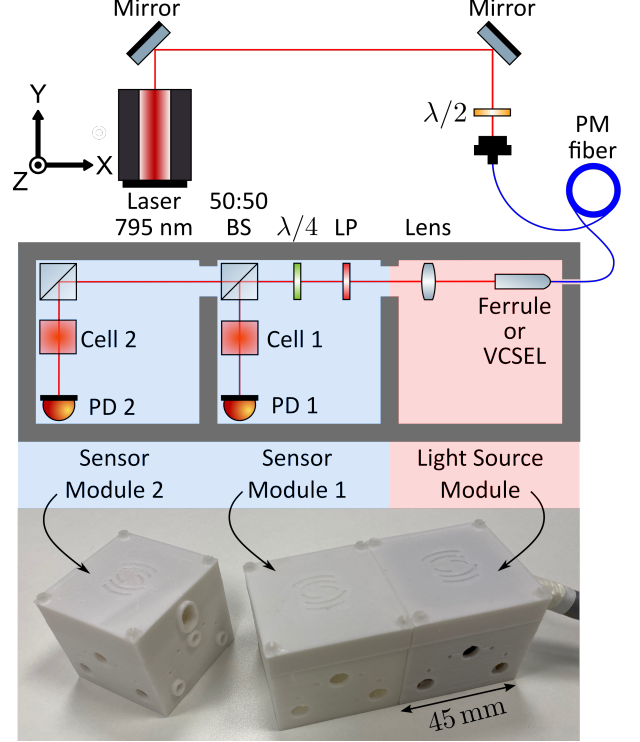 Mirror
Mirror
λ/2
PM
fiber
Y
X
Z
Laser
795 nm
50:50
BS
λ/4
LP
Lens
Ferrule
or
VCSEL
Cell 2
Cell 1
PD 2
PD 1
Sensor
Module 2
Sensor
Module 1
Light Source
Module
45 mm